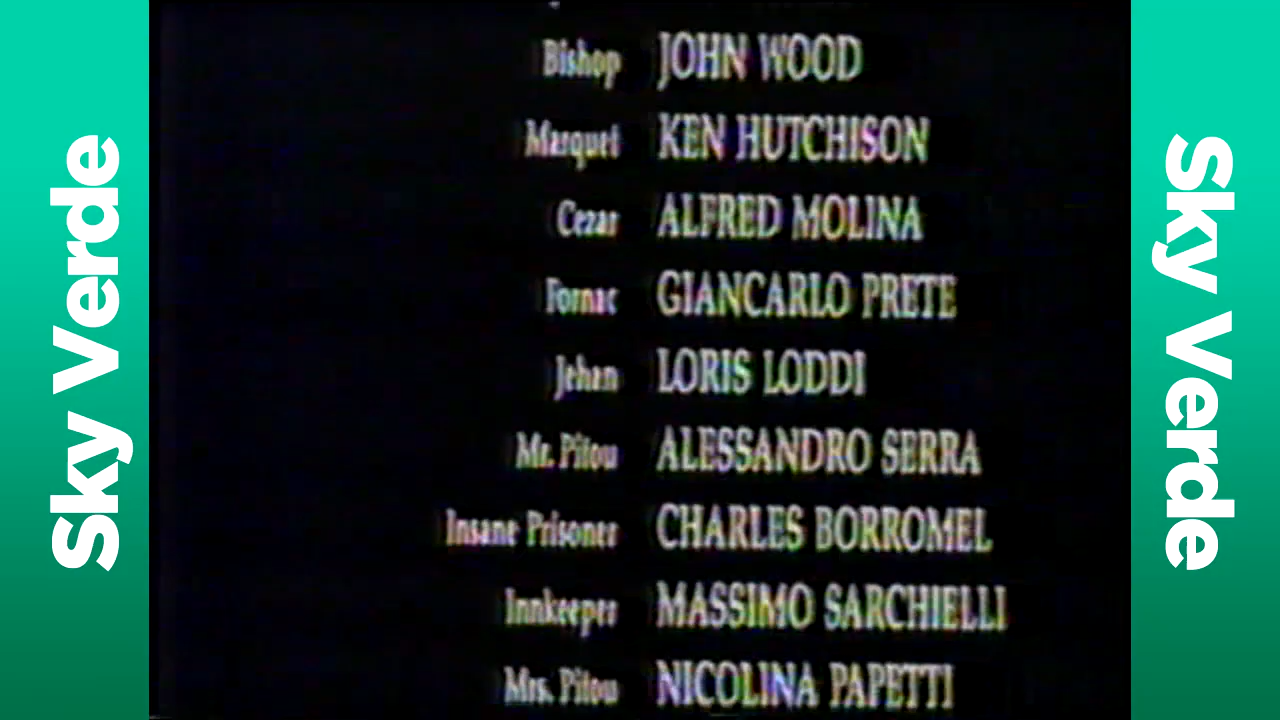 Sky Verde
Bishop JOHN WOOD
Marquet KEN HUTCHISON
Cezar ALFRED MOLINA
Fornac GIANCARLO PRETE
Jehan LORIS LODDI
Mr. Pitou ALESSANDRO SERRA
Insane Prisoner CHARLES BORROMEL
Innkeeper MASSIMO SARCHIELLI
Mrs. Pitou NICOLINA PAPETTI
Sky Verde